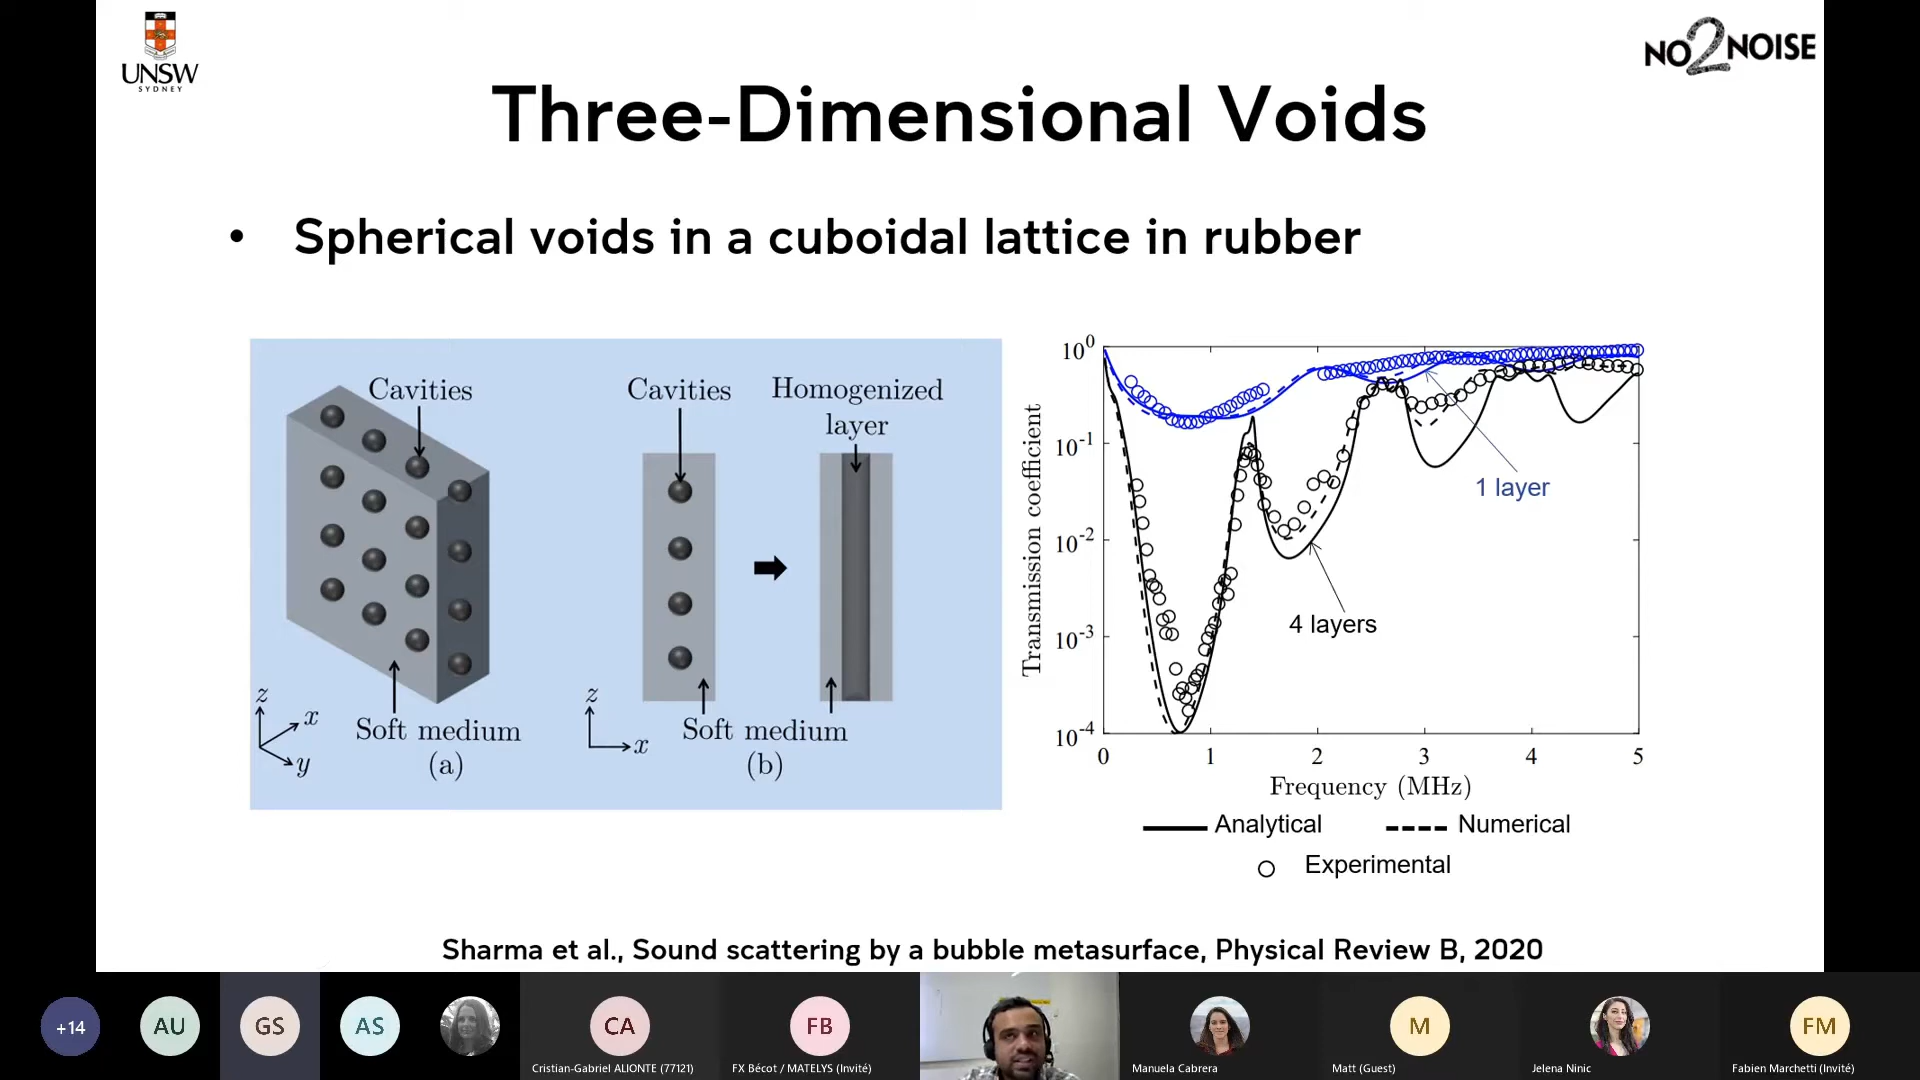 UNSW
SYDNEY
NO2NOISE
Three-Dimensional Voids
• Spherical voids in a cuboidal lattice in rubber
Cavities
Soft medium
(a)
z
x
y
Cavities
Homogenized
layer
Soft medium
(b)
z
x
Transmission coefficient
10^0
10^-1
10^-2
10^-3
10^-4
0 1 2 3 4 5
Frequency (MHz)
1 layer
4 layers
Analytical
Numerical
Experimental
Sharma et al., Sound scattering by a bubble metasurface, Physical Review B, 2020
+14
AU
GS
AS
CA
Cristian-Gabriel ALIONTE (77121)
FB
FX Bécot / MATELYS (Invité)
Manuela Cabrera
M
Matt (Guest)
Jelena Ninic
FM
Fabien Marchetti (Invité)